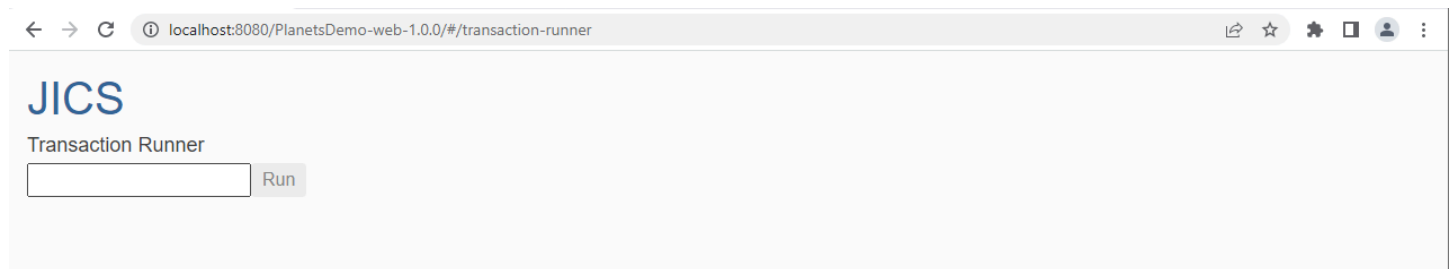 localhost:8080/PlanetsDemo-web-1.0.0/#/transaction-runner
JICS
Transaction Runner
Run